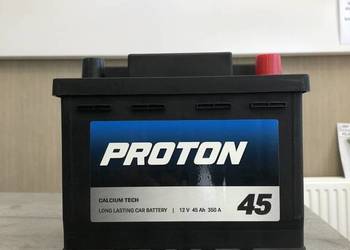 PROTON
CALCIUM TECH
LONG LASTING CAR BATTERY | 12 V 45 Ah 350 A
45